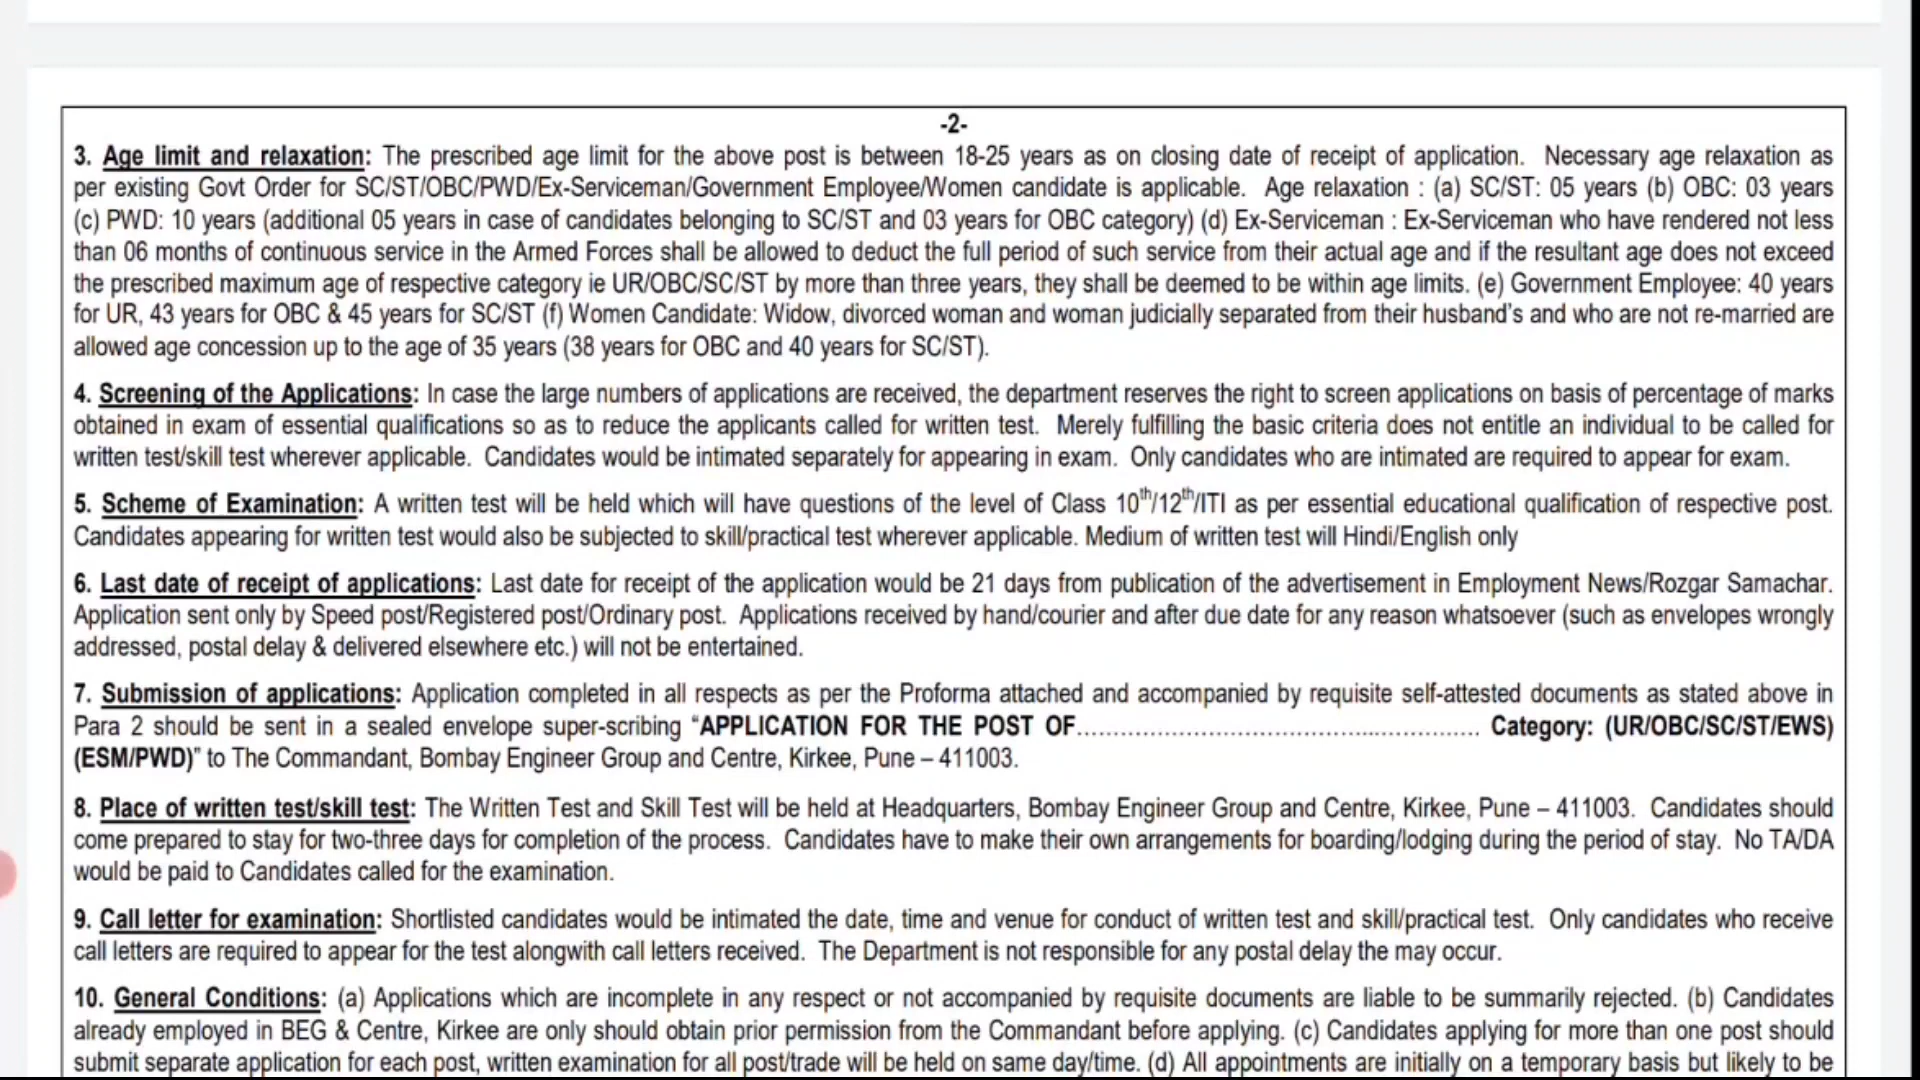 -2-
3. Age limit and relaxation: The prescribed age limit for the above post is between 18-25 years as on closing date of receipt of application. Necessary age relaxation as
per existing Govt Order for SC/ST/OBC/PWD/Ex-Serviceman/Government Employee/Women candidate is applicable. Age relaxation : (a) SC/ST: 05 years (b) OBC: 03 years
(c) PWD: 10 years (additional 05 years in case of candidates belonging to SC/ST and 03 years for OBC category) (d) Ex-Serviceman : Ex-Serviceman who have rendered not less
than 06 months of continuous service in the Armed Forces shall be allowed to deduct the full period of such service from their actual age and if the resultant age does not exceed
the prescribed maximum age of respective category ie UR/OBC/SC/ST by more than three years, they shall be deemed to be within age limits. (e) Government Employee: 40 years
for UR, 43 years for OBC & 45 years for SC/ST (f) Women Candidate: Widow, divorced woman and woman judicially separated from their husband's and who are not re-married are
allowed age concession up to the age of 35 years (38 years for OBC and 40 years for SC/ST).
4. Screening of the Applications: In case the large numbers of applications are received, the department reserves the right to screen applications on basis of percentage of marks
obtained in exam of essential qualifications so as to reduce the applicants called for written test. Merely fulfilling the basic criteria does not entitle an individual to be called for
written test/skill test wherever applicable. Candidates would be intimated separately for appearing in exam. Only candidates who are intimated are required to appear for exam.
5. Scheme of Examination: A written test will be held which will have questions of the level of Class 10th/12th/ITI as per essential educational qualification of respective post.
Candidates appearing for written test would also be subjected to skill/practical test wherever applicable. Medium of written test will Hindi/English only
6. Last date of receipt of applications: Last date for receipt of the application would be 21 days from publication of the advertisement in Employment News/Rozgar Samachar.
Application sent only by Speed post/Registered post/Ordinary post. Applications received by hand/courier and after due date for any reason whatsoever (such as envelopes wrongly
addressed, postal delay & delivered elsewhere etc.) will not be entertained.
7. Submission of applications: Application completed in all respects as per the Proforma attached and accompanied by requisite self-attested documents as stated above in
Para 2 should be sent in a sealed envelope super-scribing “APPLICATION FOR THE POST OF.......................................................... Category: (UR/OBC/SC/ST/EWS)
(ESM/PWD)” to The Commandant, Bombay Engineer Group and Centre, Kirkee, Pune – 411003.
8. Place of written test/skill test: The Written Test and Skill Test will be held at Headquarters, Bombay Engineer Group and Centre, Kirkee, Pune – 411003. Candidates should
come prepared to stay for two-three days for completion of the process. Candidates have to make their own arrangements for boarding/lodging during the period of stay. No TA/DA
would be paid to Candidates called for the examination.
9. Call letter for examination: Shortlisted candidates would be intimated the date, time and venue for conduct of written test and skill/practical test. Only candidates who receive
call letters are required to appear for the test alongwith call letters received. The Department is not responsible for any postal delay the may occur.
10. General Conditions: (a) Applications which are incomplete in any respect or not accompanied by requisite documents are liable to be summarily rejected. (b) Candidates
already employed in BEG & Centre, Kirkee are only should obtain prior permission from the Commandant before applying. (c) Candidates applying for more than one post should
submit separate application for each post, written examination for all post/trade will be held on same day/time. (d) All appointments are initially on a temporary basis but likely to be